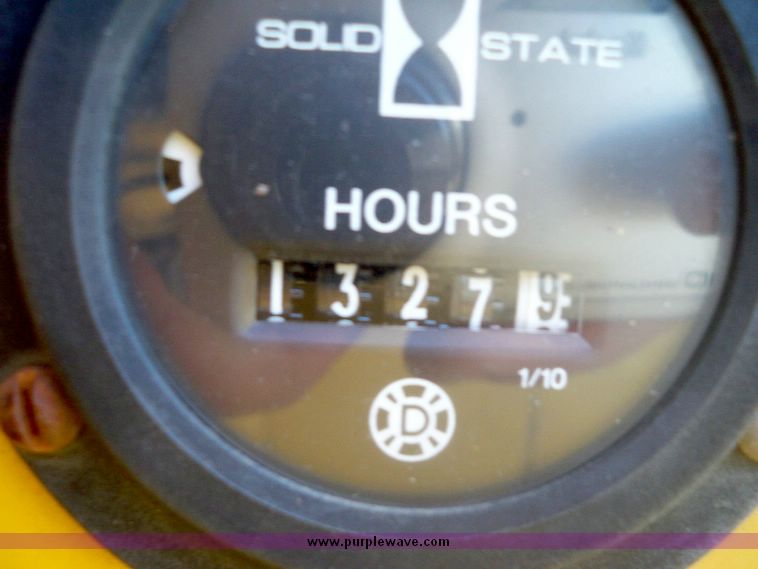 SOLID STATE
HOURS
1 3 2 7 9
1/10
D
www.purplewave.com